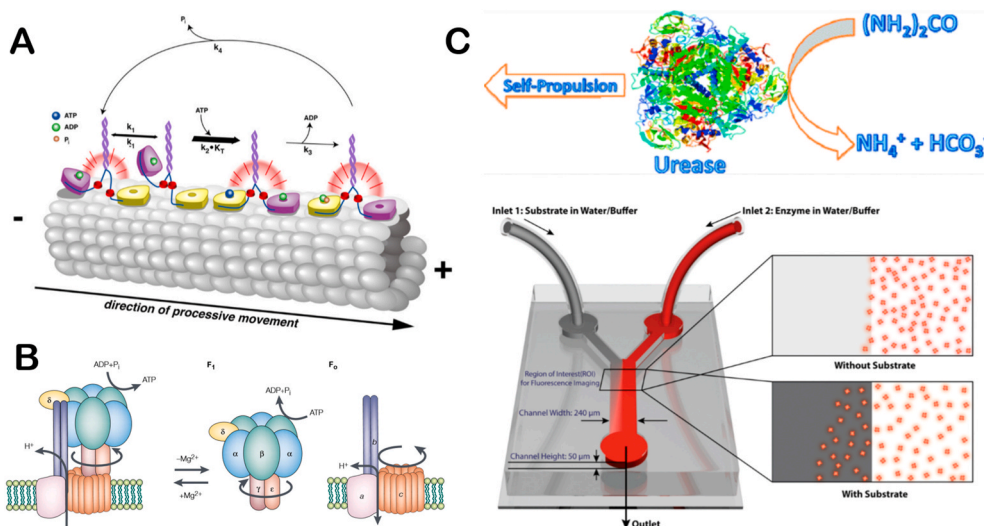 A
Pi
k4
ATP
ADP
Pi
k1
k-1
ATP
k2•KT
ADP
k3
-
+
direction of processive movement
B
ADP+Pi
ATP
δ
H+
–Mg2+
+Mg2+
F1
ADP+Pi
ATP
δ
α
β
α
γ
ε
Fo
b
H+
a
c
C
(NH2)2CO
Self-Propulsion
Urease
NH4+ + HCO3-
Inlet 1: Substrate in Water/Buffer
Inlet 2: Enzyme in Water/Buffer
Region of Interest(ROI)
for Fluorescence Imaging
Channel Width: 240 µm
Channel Height: 50 µm
Outlet
Without Substrate
With Substrate